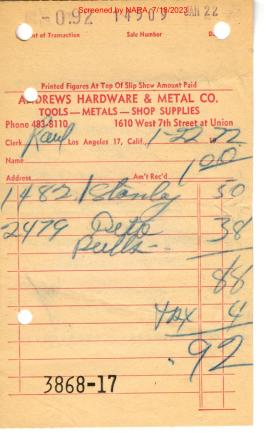 Screened by NARA, 7/18/2023
-0.92 14909 JAN 22
Amount of Transaction Sale Number
Printed Figures At Top Of Slip Show Amount Paid
ANDREWS HARDWARE & METAL CO.
TOOLS — METALS — SHOP SUPPLIES
Phone 483-8110 1610 West 7th Street at Union
Clerk Karl Los Angeles 17, Calif. 1-22-72
Name 1.00
Address Am't Rec'd
1482 1 Stanley 50
2479 Deto 38
Pulls
88
TAX 4
.92
3868-17